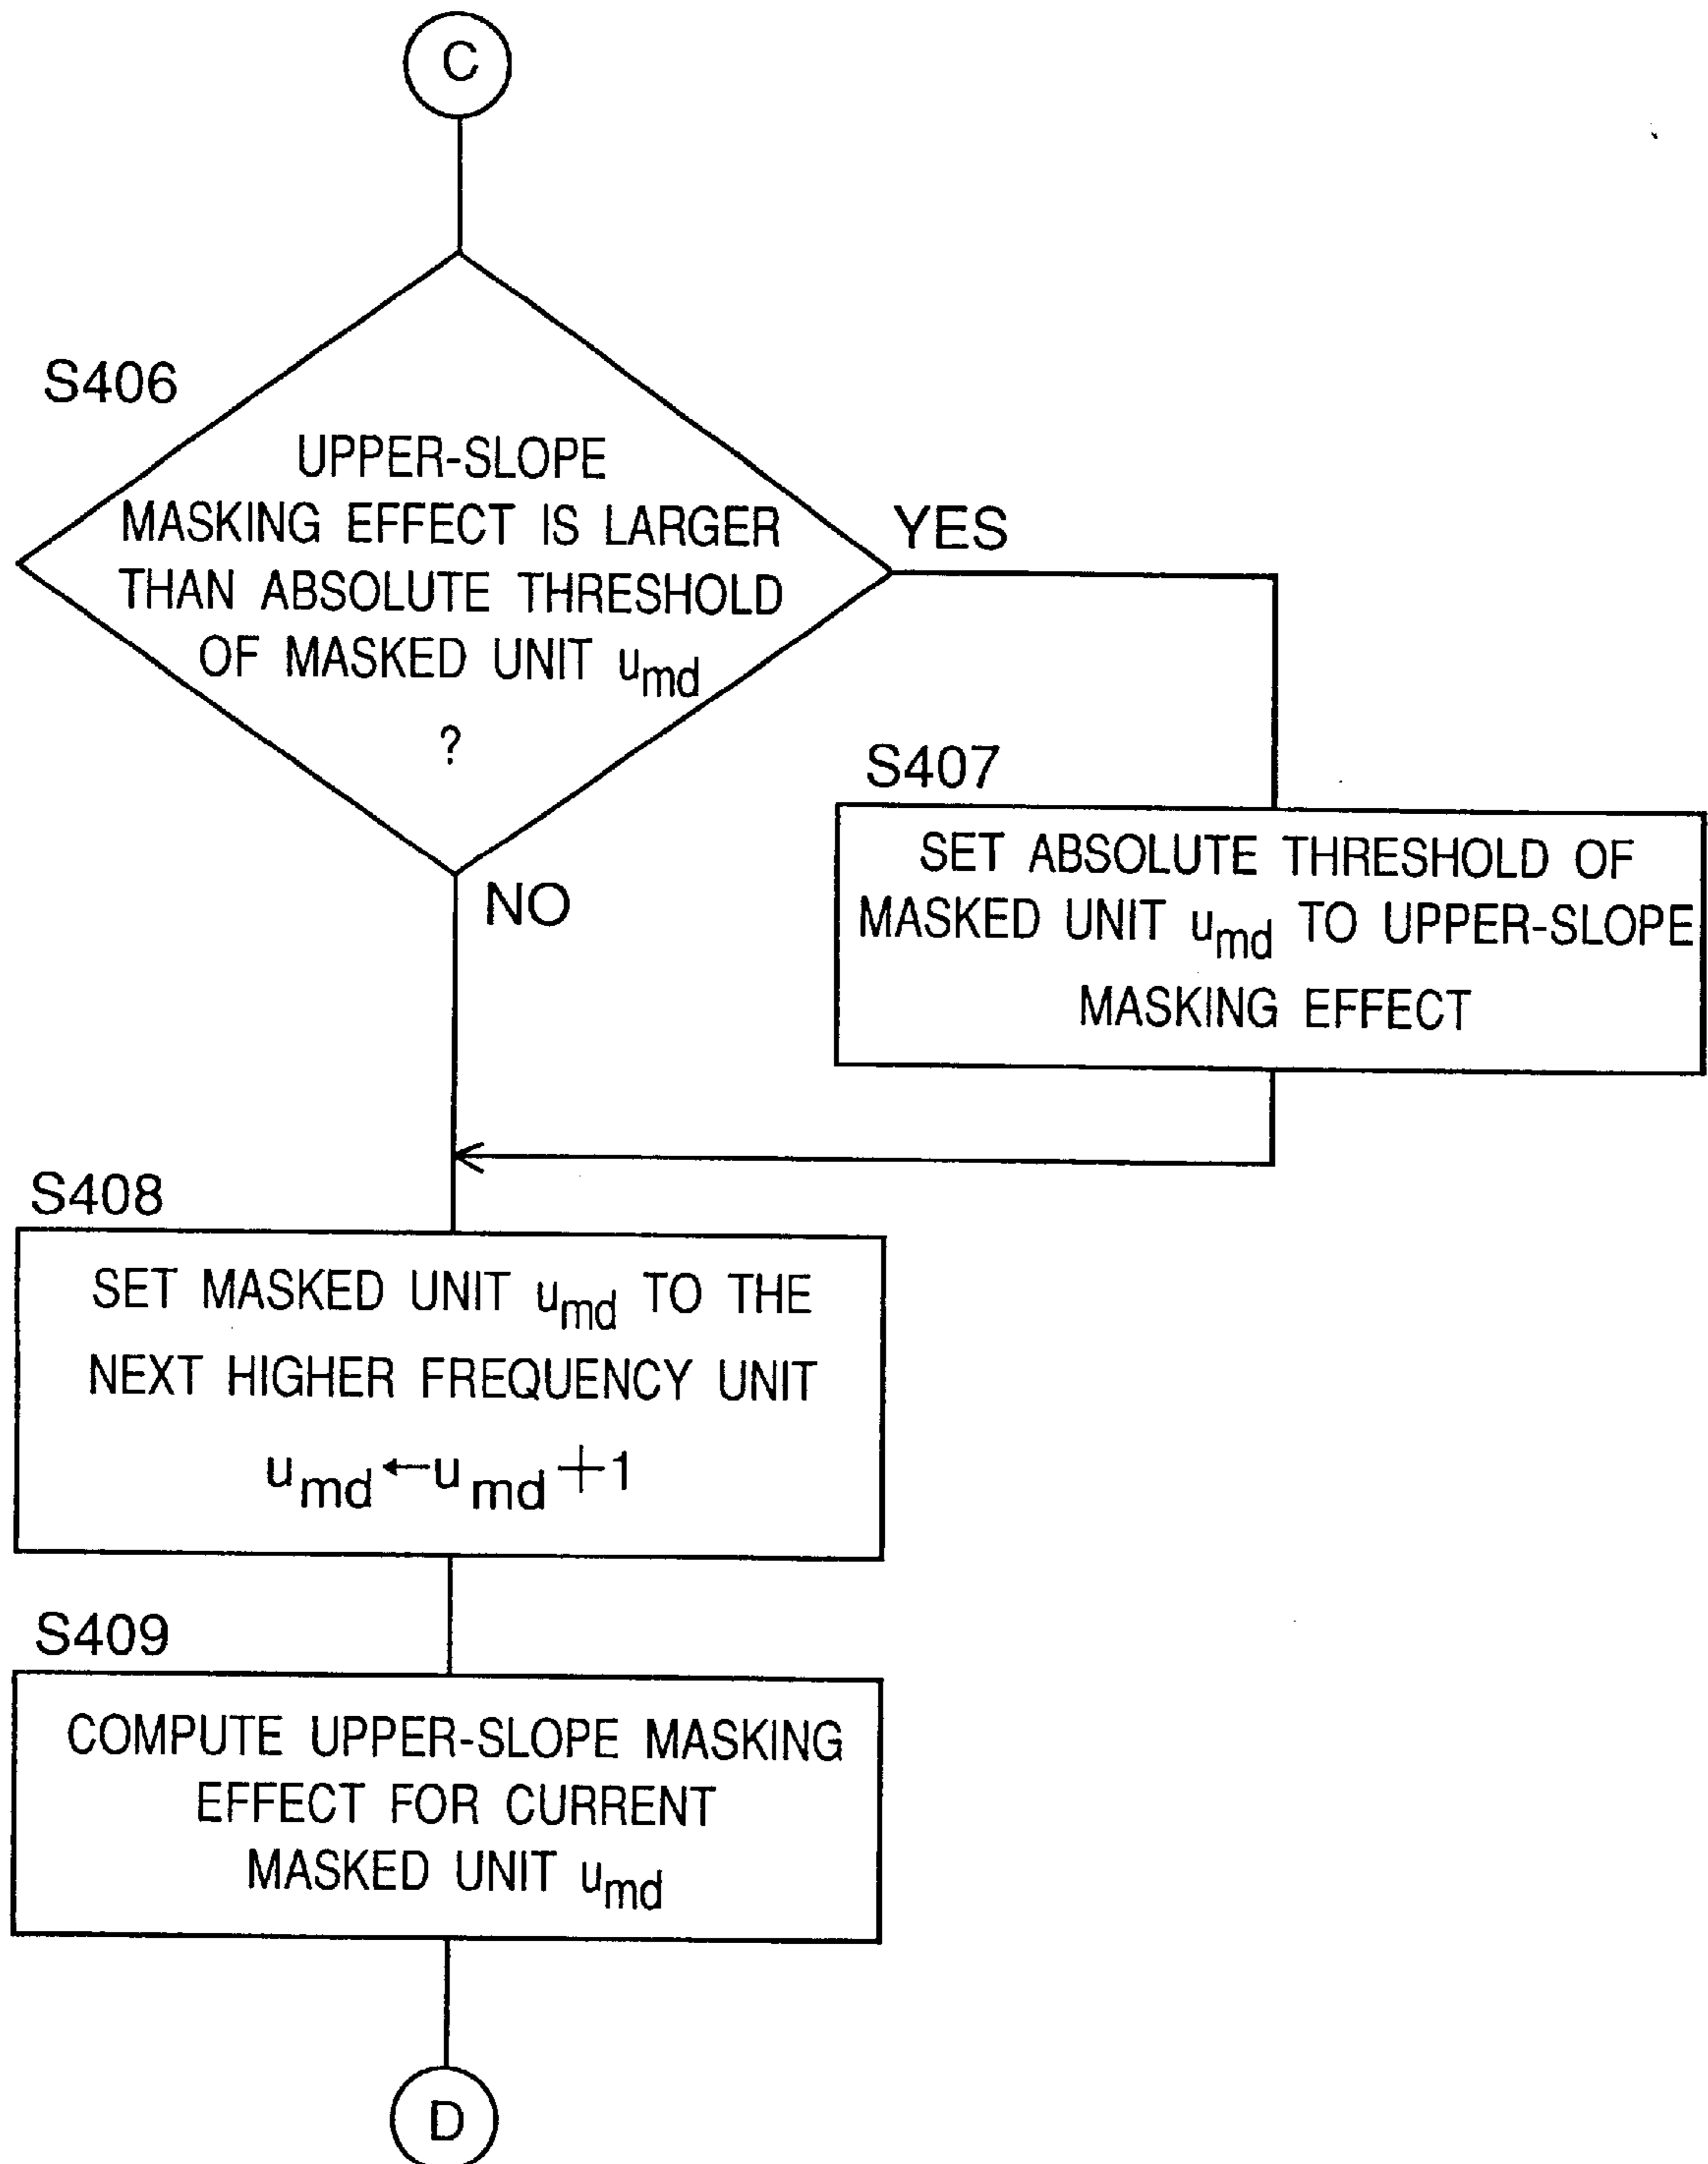 C
S406
UPPER-SLOPE
MASKING EFFECT IS LARGER
THAN ABSOLUTE THRESHOLD
OF MASKED UNIT umd
?
YES
NO
S407
SET ABSOLUTE THRESHOLD OF
MASKED UNIT umd TO UPPER-SLOPE
MASKING EFFECT
S408
SET MASKED UNIT umd TO THE
NEXT HIGHER FREQUENCY UNIT
umd←umd+1
S409
COMPUTE UPPER-SLOPE MASKING
EFFECT FOR CURRENT
MASKED UNIT umd
D